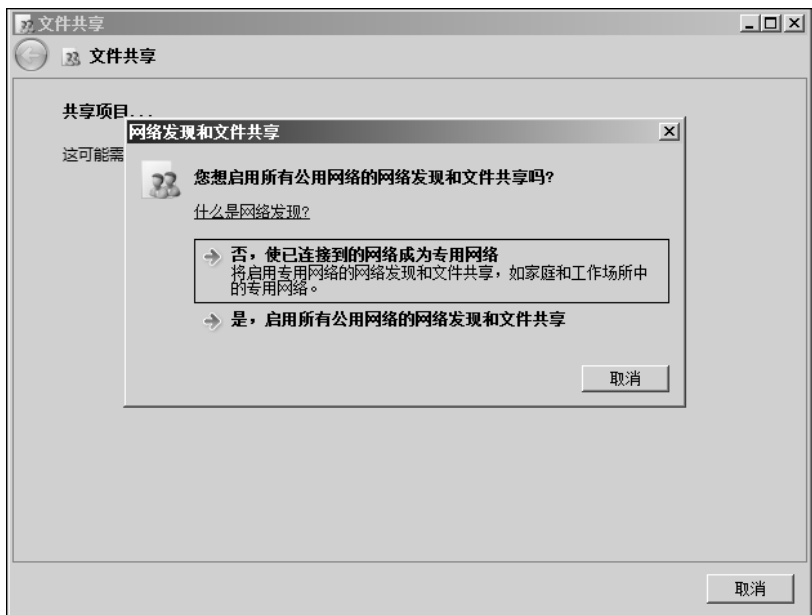 文件共享
文件共享
共享项目...
这可能需
网络发现和文件共享
您想启用所有公用网络的网络发现和文件共享吗?
什么是网络发现?
否，使已连接到的网络成为专用网络
将启用专用网络的网络发现和文件共享，如家庭和工作场所中
的专用网络。
是，启用所有公用网络的网络发现和文件共享
取消
取消